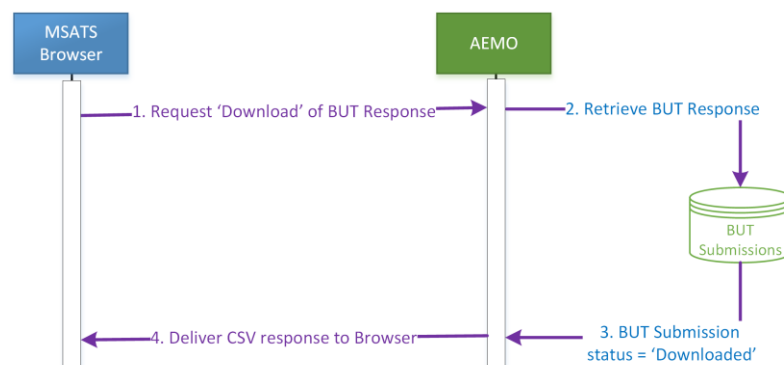 MSATS
Browser
AEMO
1. Request ‘Download’ of BUT Response
2. Retrieve BUT Response
BUT
Submissions
4. Deliver CSV response to Browser
3. BUT Submission
status = ‘Downloaded’